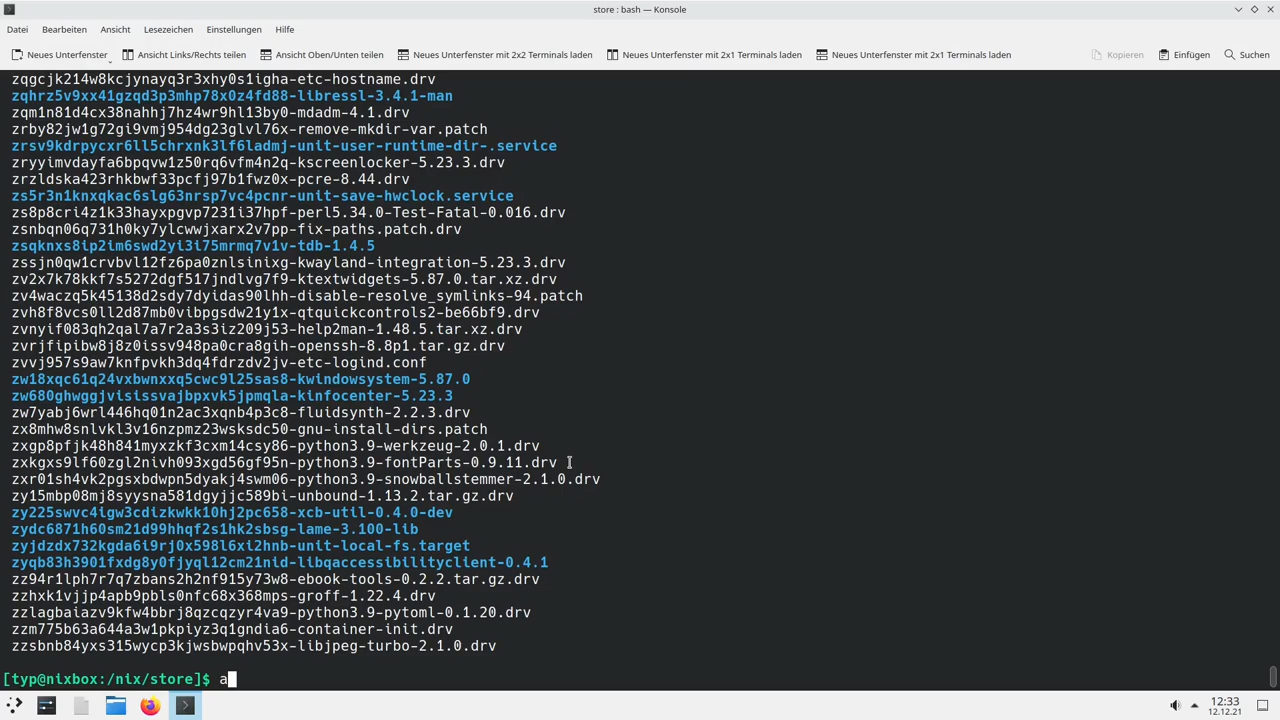 store : bash — Konsole
Datei Bearbeiten Ansicht Lesezeichen Einstellungen Hilfe
Neues Unterfenster Ansicht Links/Rechts teilen Ansicht Oben/Unten teilen Neues Unterfenster mit 2x2 Terminals laden Neues Unterfenster mit 2x1 Terminals laden Neues Unterfenster mit 2x1 Terminals laden Kopieren Einfügen Suchen
zqgcjk214w8kcjynayq3r3xhy0s1igha-etc-hostname.drv
zqhrz5v9xx41gzqd3p3mhp78x0z4fd88-libressl-3.4.1-man
zqm1n81d4cx38nahhj7hz4wr9hl13by0-mdadm-4.1.drv
zrby82jw1g72gi9vmj954dg23glvl76x-remove-mkdir-var.patch
zrsv9kdrpycxr6ll5chrxnk3lf6ladmj-unit-user-runtime-dir-.service
zryyimvdayfa6bpqvw1z50rq6vfm4n2q-kscreenlocker-5.23.3.drv
zrzldska423rhkbwf33pcfj97b1fwz0x-pcre-8.44.drv
zs5r3n1knxqkac6slg63nrsp7vc4pcnr-unit-save-hwclock.service
zs8p8cri4z1k33hayxpgvp7231i37hpf-perl5.34.0-Test-Fatal-0.016.drv
zsnbqn06q731h0ky7ylcwwjxarx2v7pp-fix-paths.patch.drv
zsqknxs8ip2im6swd2yi3i75mrmq7v1v-tdb-1.4.5
zssjn0qw1crvbvl12fz6pa0znlsinixg-kwayland-integration-5.23.3.drv
zv2x7k78kkf7s5272dgf517jndlvg7f9-ktextwidgets-5.87.0.tar.xz.drv
zv4waczq5k45138d2sdy7dyidas90lhh-disable-resolve_symlinks-94.patch
zvh8f8vcs0ll2d87mb0vibpgsdw21y1x-qtquickcontrols2-be66bf9.drv
zvnyif083qh2qal7a7r2a3s3iz209j53-help2man-1.48.5.tar.xz.drv
zvrjfipibw8j8z0issv948pa0cra8gih-openssh-8.8p1.tar.gz.drv
zvvj957s9aw7knfpvkh3dq4fdrzdv2jv-etc-logind.conf
zw18xqc61q24vxbwnxxq5cwc9l25sas8-kwindowsystem-5.87.0
zw680ghwggjvisissvajbpxvk5jpmqla-kinfocenter-5.23.3
zw7yabj6wrl446hq01n2ac3xqnb4p3c8-fluidsynth-2.2.3.drv
zx8mhw8snlvkl3v16nzpmz23wsksdc50-gnu-install-dirs.patch
zxgp8pfjk48h841myxzkf3cxm14csy86-python3.9-werkzeug-2.0.1.drv
zxkgxs9lf60zgl2nivh093xgd56gf95n-python3.9-fontParts-0.9.11.drv
zxr01sh4vk2pgsxbdwpn5dyakj4swm06-python3.9-snowballstemmer-2.1.0.drv
zy15mbp08mj8syysna581dgyjjc589bi-unbound-1.13.2.tar.gz.drv
zy225swvc4igw3cdizkwkk10hj2pc658-xcb-util-0.4.0-dev
zydc6871h60sm21d99hhqf2s1hk2sbsg-lame-3.100-lib
zyjdzdx732kgda6i9rj0x598l6xi2hnb-unit-local-fs.target
zyqb83h3901fxdg8y0fjyql12cm21nid-libqaccessibilityclient-0.4.1
zz94r1lph7r7q7zbans2h2nf915y73w8-ebook-tools-0.2.2.tar.gz.drv
zzhxk1vjjp4apb9pbls0nfc68x368mps-groff-1.22.4.drv
zzlagbaiazv9kfw4bbrj8qzcqzyr4va9-python3.9-pytoml-0.1.20.drv
zzm775b63a644a3w1pkpiyz3q1gndia6-container-init.drv
zzsbnb84yxs315wycp3kjwsbwpqhv53x-libjpeg-turbo-2.1.0.drv
[typ@nixbox:/nix/store]$ a
12:33
12.12.21